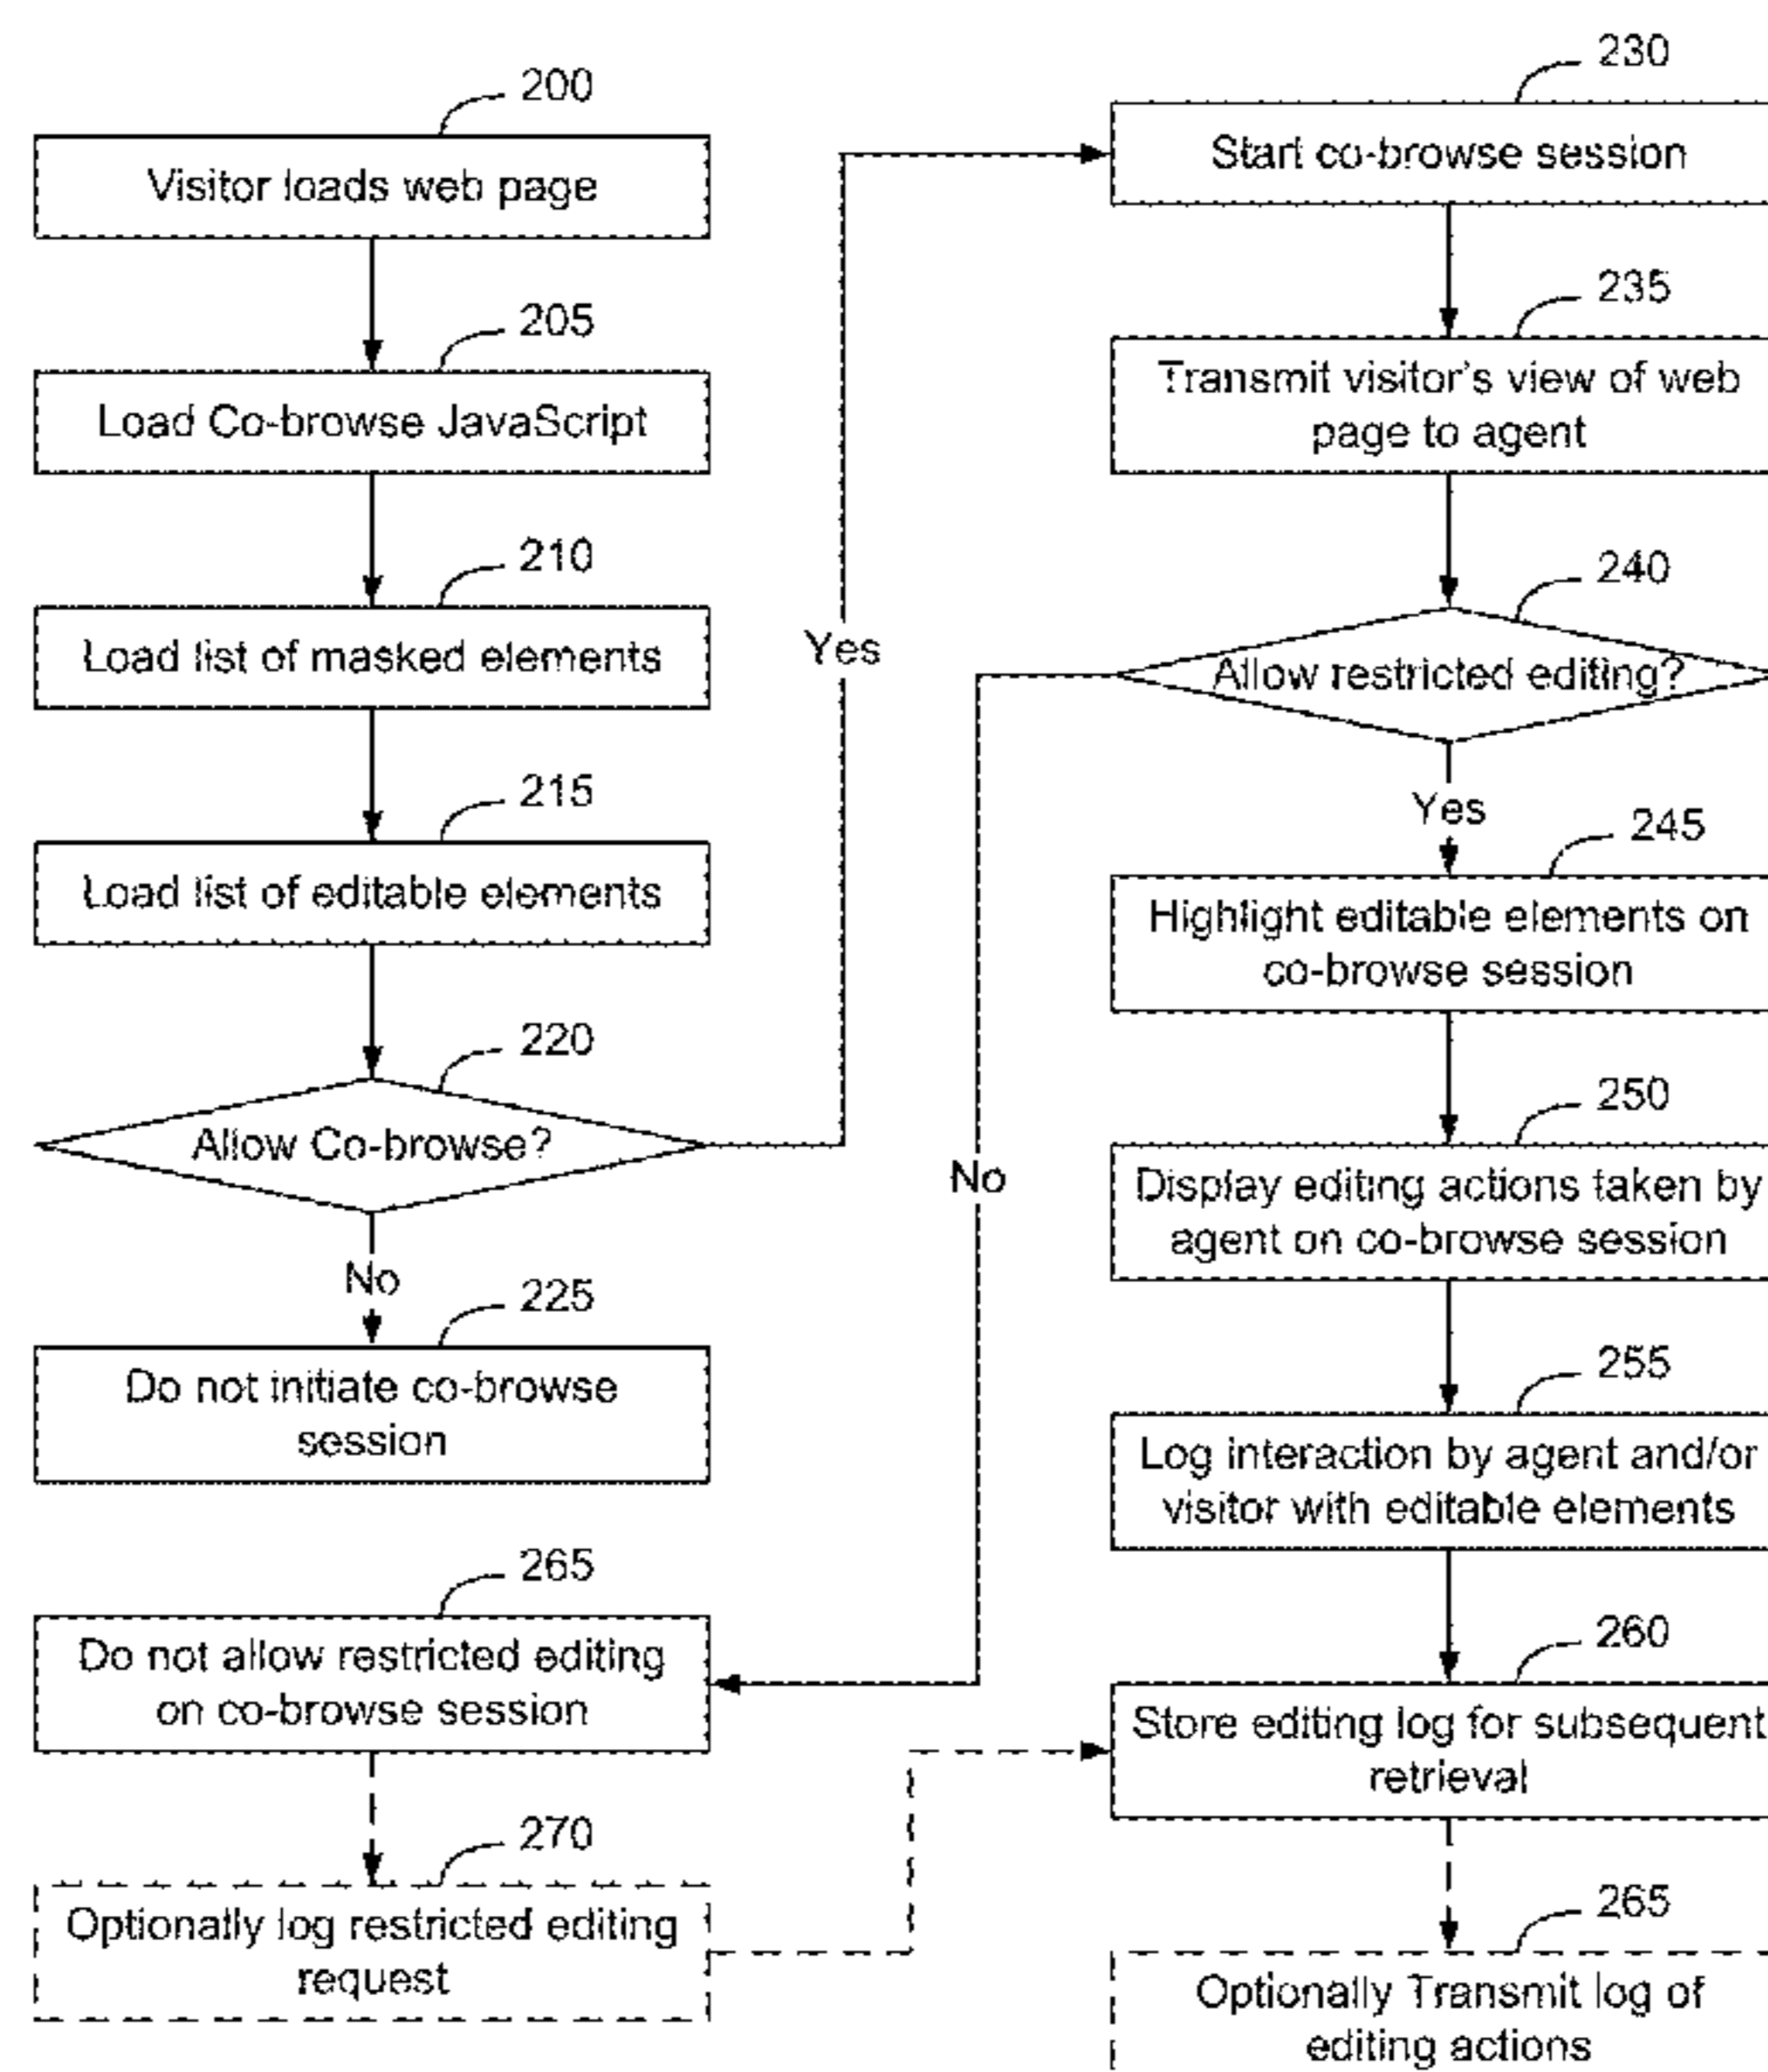 200
Visitor loads web page
205
Load Co-browse JavaScript
210
Load list of masked elements
215
Load list of editable elements
220
Allow Co-browse?
Yes
No
225
Do not initiate co-browse
session
265
Do not allow restricted editing
on co-browse session
270
Optionally log restricted editing
request
230
Start co-browse session
235
Transmit visitor's view of web
page to agent
240
Allow restricted editing?
No
Yes
245
Highlight editable elements on
co-browse session
250
Display editing actions taken by
agent on co-browse session
255
Log interaction by agent and/or
visitor with editable elements
260
Store editing log for subsequent
retrieval
265
Optionally Transmit log of
editing actions